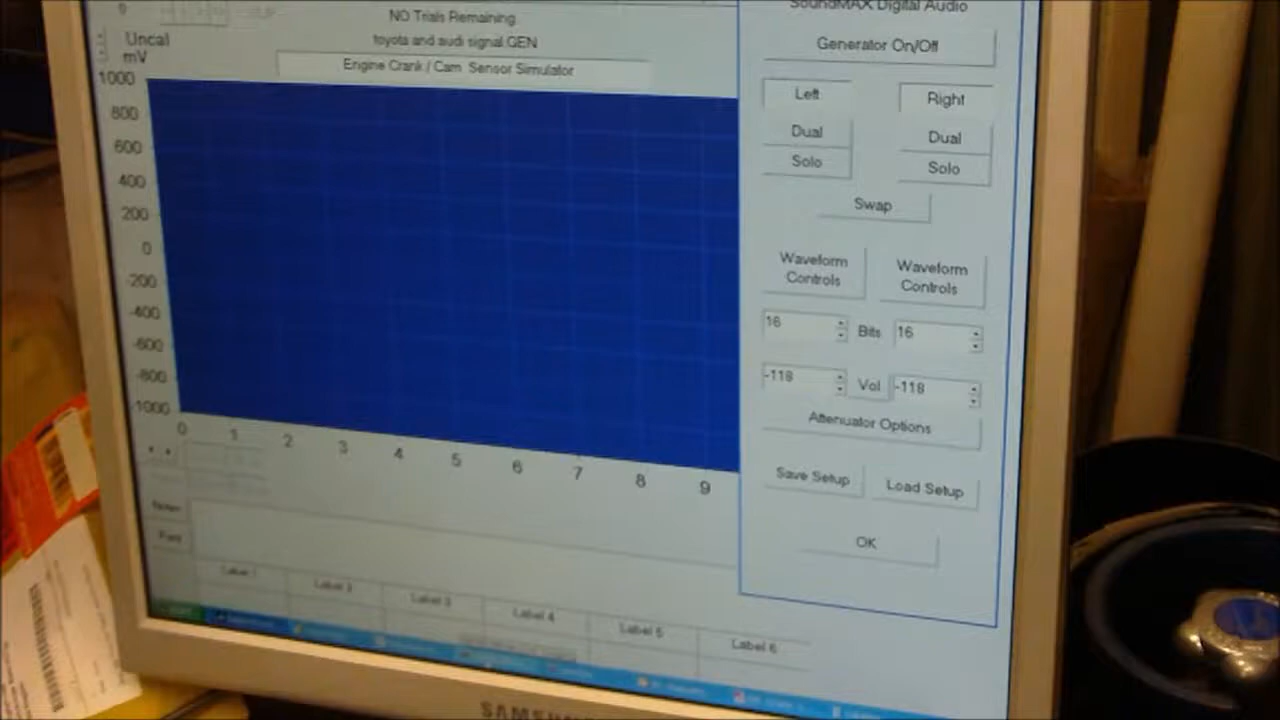 NO Trials Remaining
toyota and audi signal.GEN
Engine Crank / Cam Sensor Simulator
Uncal
mV
1000
800
600
400
200
0
-200
-400
-600
-800
-1000
0 1 2 3 4 5 6 7 8 9
Label 1 Label 2 Label 3 Label 4 Label 5 Label 6
SoundMAX Digital Audio
Generator On/Off
Left Right
Dual Dual
Solo Solo
Swap
Waveform Waveform
Controls Controls
16 Bits 16
-118 Vol -118
Attenuator Options
Save Setup Load Setup
OK
SAMSUNG